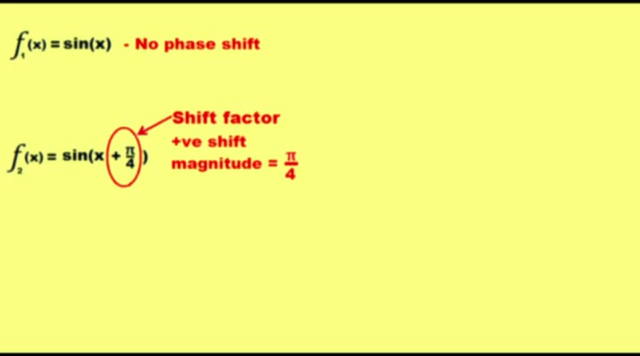 f₁(x) = sin(x) - No phase shift
Shift factor
+ve shift
f₂(x) = sin(x + π/4) magnitude = π/4